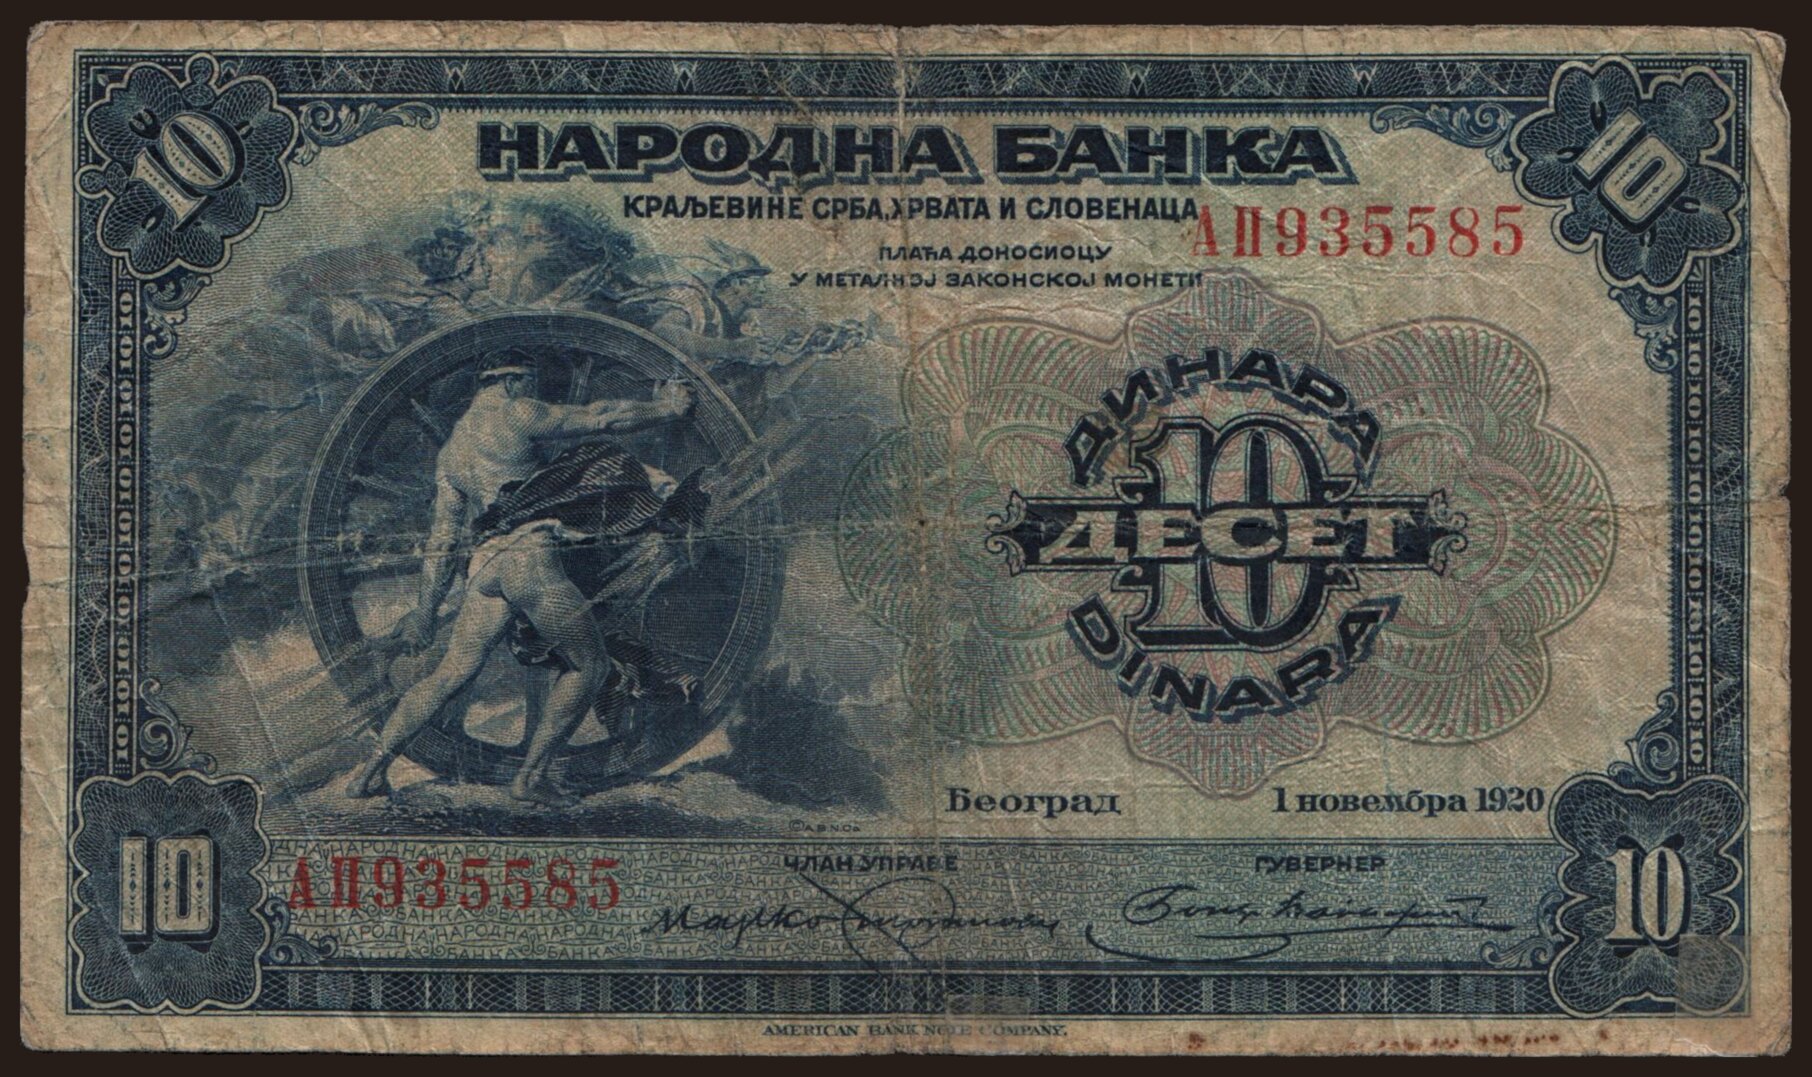 10
10
НАРОДНА БАНКА
КРАЉЕВИНЕ СРБА, ХРВАТА И СЛОВЕНАЦА
АП935585
ПЛАЋА ДОНОСИОЦУ
У МЕТАЛНОЈ ЗАКОНСКОЈ МОНЕТИ
ДИНАРА
10
ДЕСЕТ
DINARA
Београд
1 новембра 1920
©A.B.N.Co.
10
АП935585
ЧЛАН УПРАВЕ
ГУВЕРНЕР
10
AMERICAN BANK NOTE COMPANY.